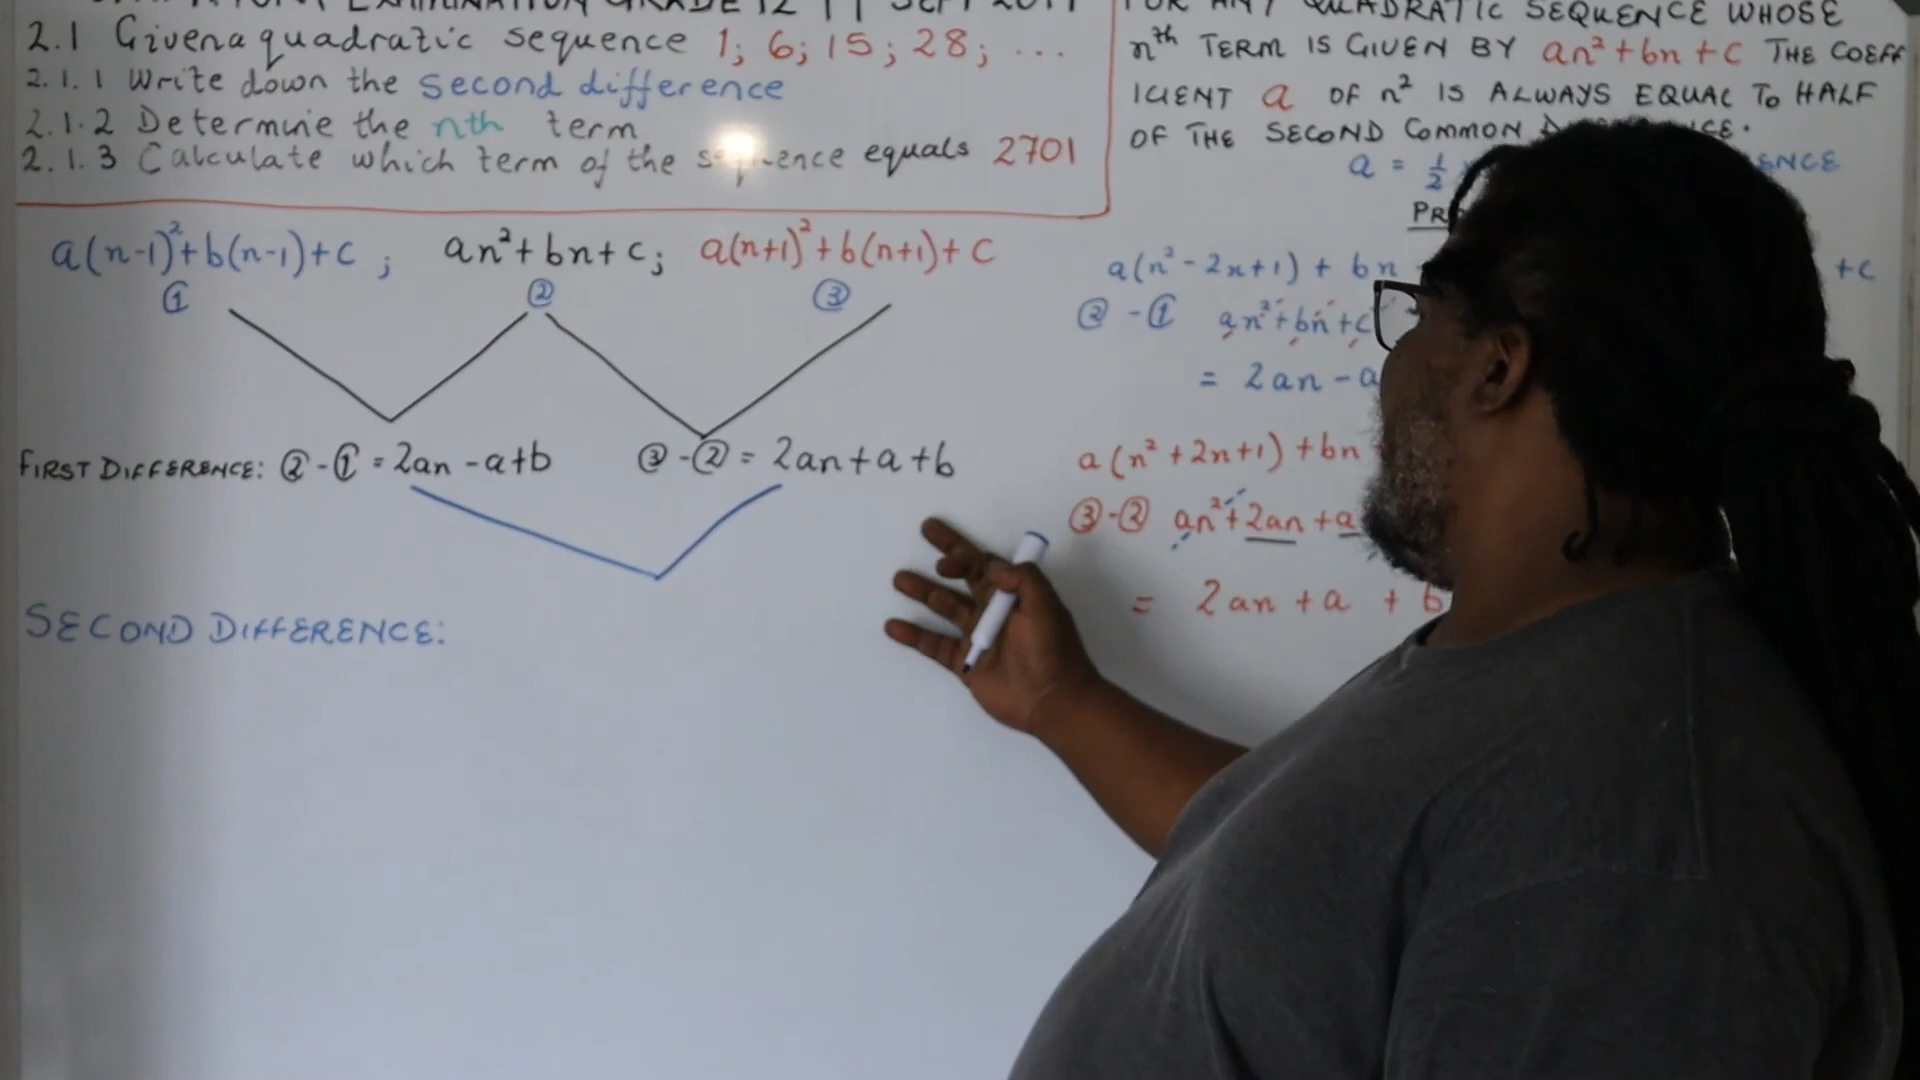 EXAMINATION GRADE 12
2.1 Given a quadratic sequence 1; 6; 15; 28; ...
2.1.1 Write down the second difference
2.1.2 Determine the nth term
2.1.3 Calculate which term of the equals 2701
a(n-1)²+b(n-1)+c ; an²+bn+c; a(n+1)²+b(n+1)+c
① ② ③
FIRST DIFFERENCE: ②-①=2an-a+b ③-②=2an+a+b
SECOND DIFFERENCE:
FOR ANY QUADRATIC SEQUENCE WHOSE
nth TERM IS GIVEN BY an²+bn+c THE COEFF
ICIENT a OF n² IS ALWAYS EQUAL TO HALF
OF THE SECOND COMMON
a = 1/2
a(n²-2n+1) + bn +c
②-① an²+bn+c
= 2an-a
a(n²+2n+1)+bn
③-② an²+2an+a
= 2an+a+b